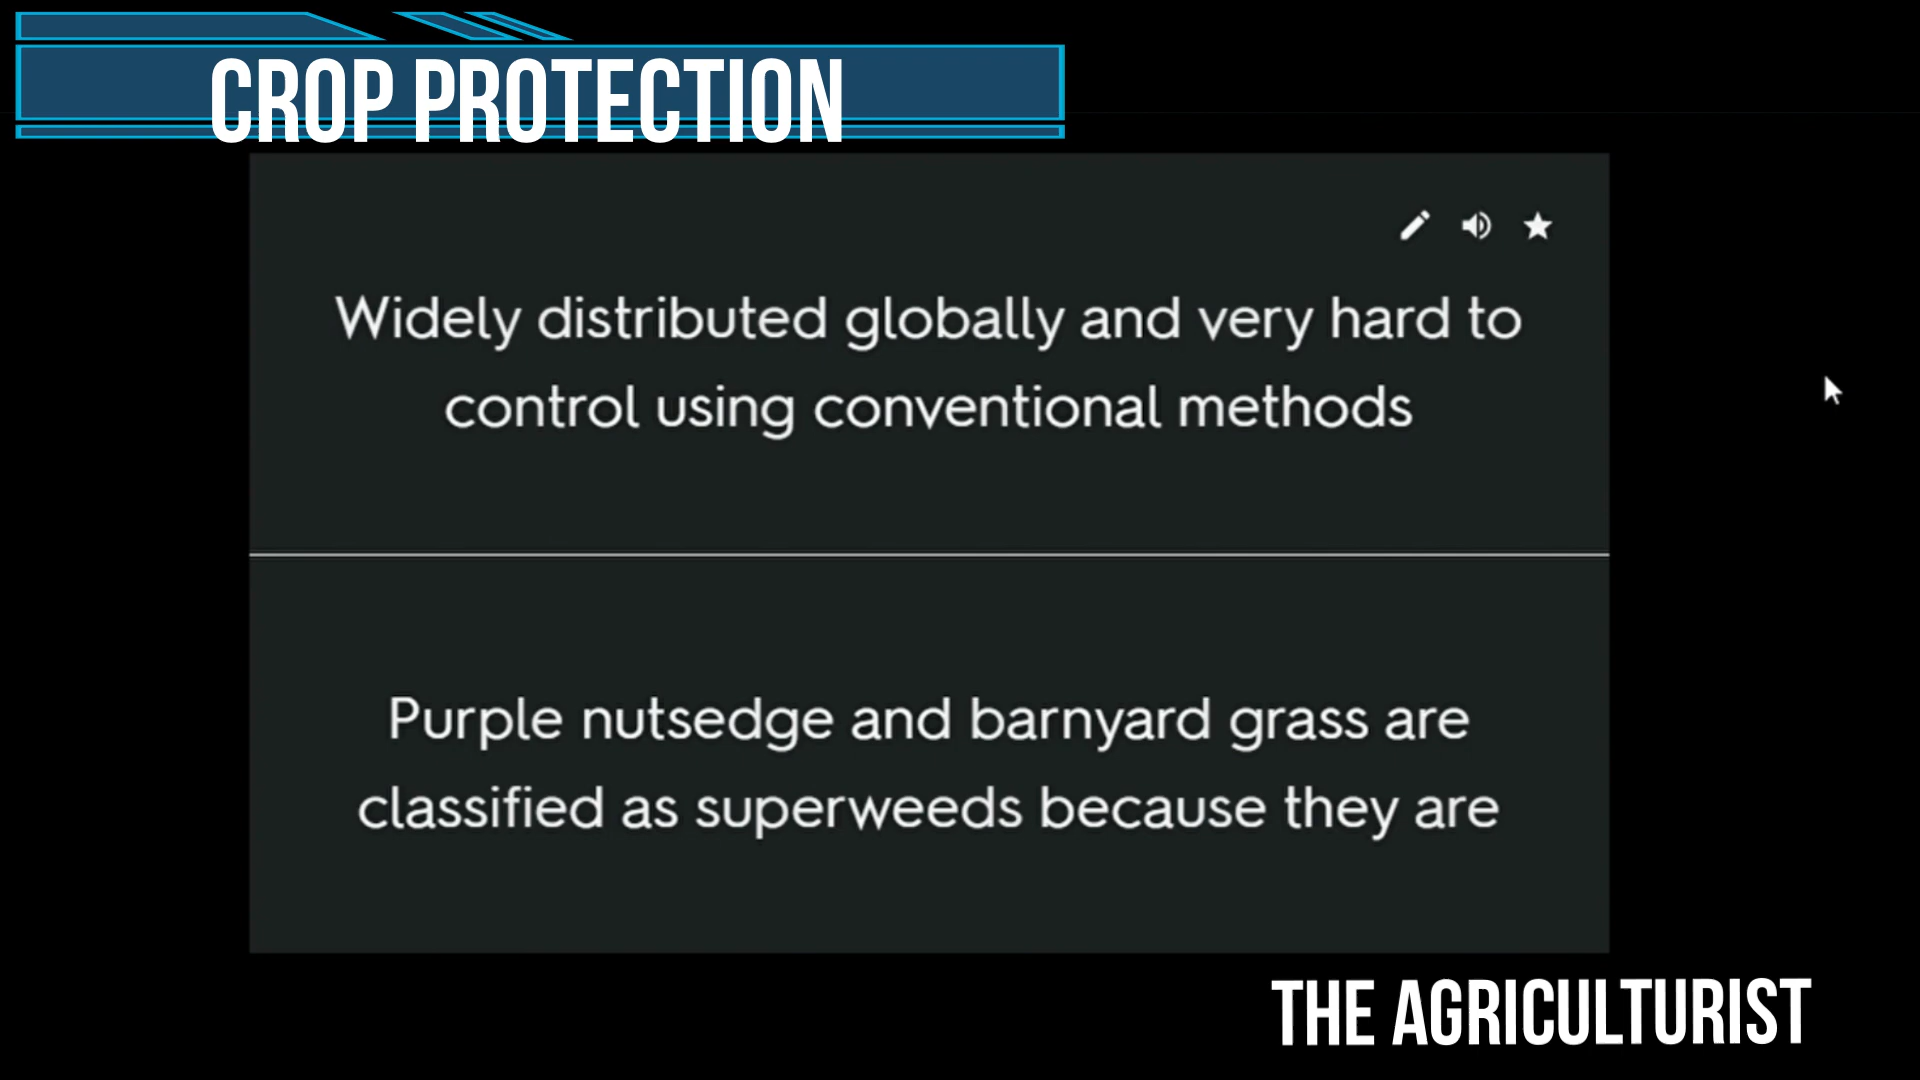 CROP PROTECTION
Widely distributed globally and very hard to
control using conventional methods
Purple nutsedge and barnyard grass are
classified as superweeds because they are
THE AGRICULTURIST